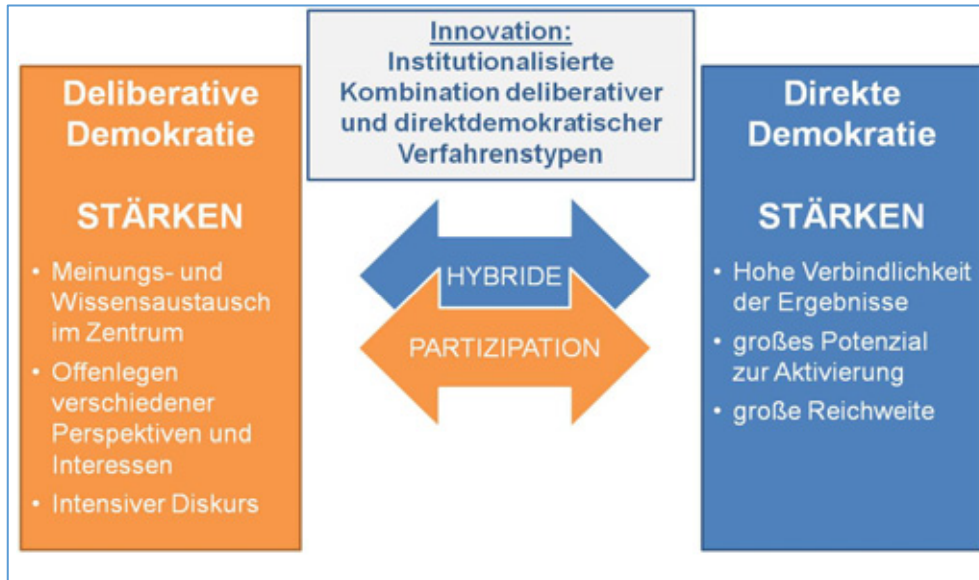 Deliberative
Demokratie
STÄRKEN
• Meinungs- und
Wissensaustausch
im Zentrum
• Offenlegen
verschiedener
Perspektiven und
Interessen
• Intensiver Diskurs
Innovation:
Institutionalisierte
Kombination deliberativer
und direktdemokratischer
Verfahrenstypen
HYBRIDE
PARTIZIPATION
Direkte
Demokratie
STÄRKEN
• Hohe Verbindlichkeit
der Ergebnisse
• großes Potenzial
zur Aktivierung
• große Reichweite